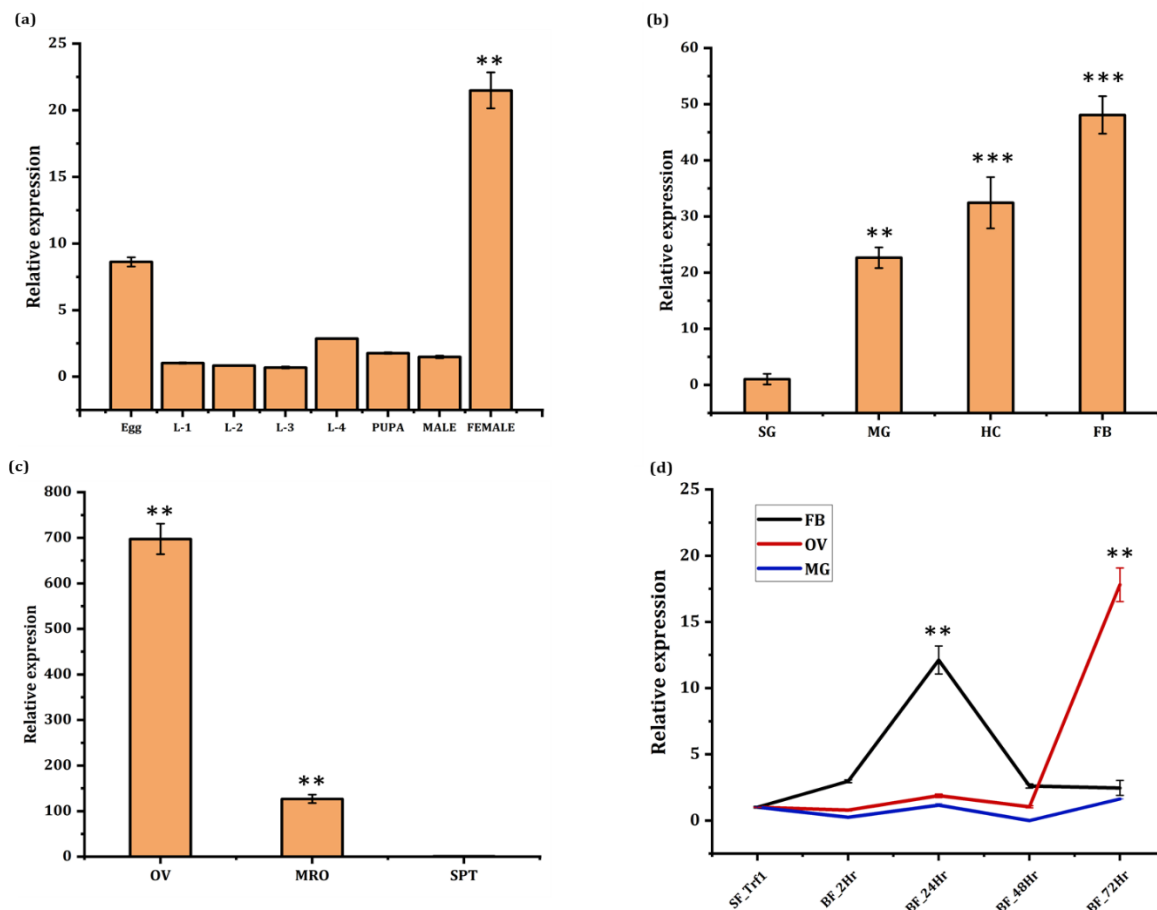 (a)
Relative expression
25
20
15
10
5
0
**
Egg L-1 L-2 L-3 L-4 PUPA MALE FEMALE
(b)
Relative expression
60
50
40
30
20
10
0
**
***
***
SG MG HC FB
(c)
Relative expresion
800
700
600
500
400
300
200
100
0
**
**
OV MRO SPT
(d)
Relative expression
25
20
15
10
5
0
FB
OV
MG
**
**
SF_Trf1 BF_2Hr BF_24Hr BF_48Hr BF_72Hr